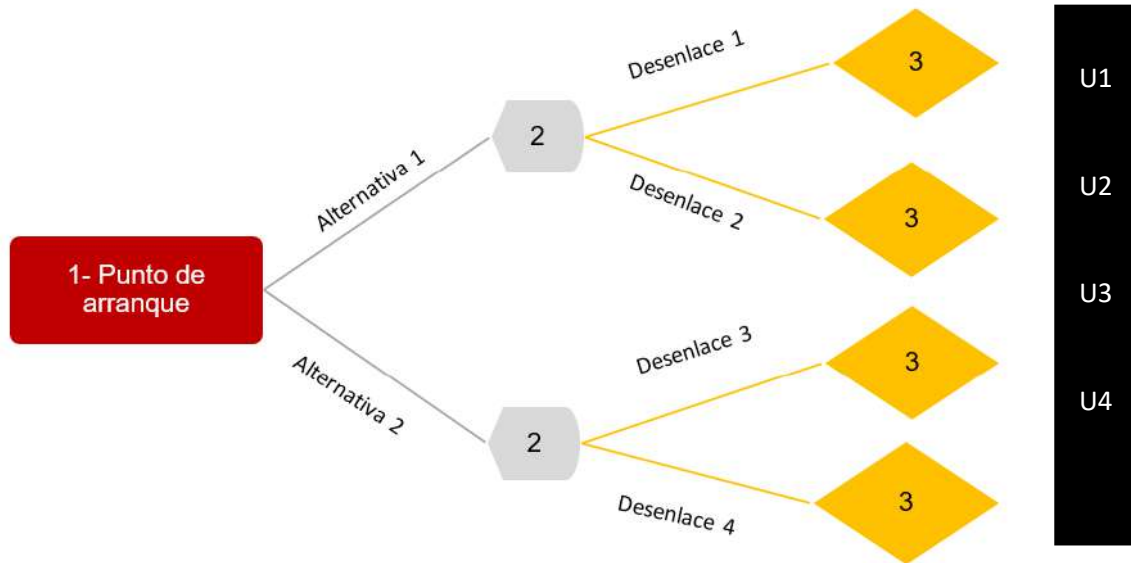 1- Punto de
arranque
Alternativa 1
Alternativa 2
2
2
Desenlace 1
Desenlace 2
Desenlace 3
Desenlace 4
3
3
3
3
U1
U2
U3
U4